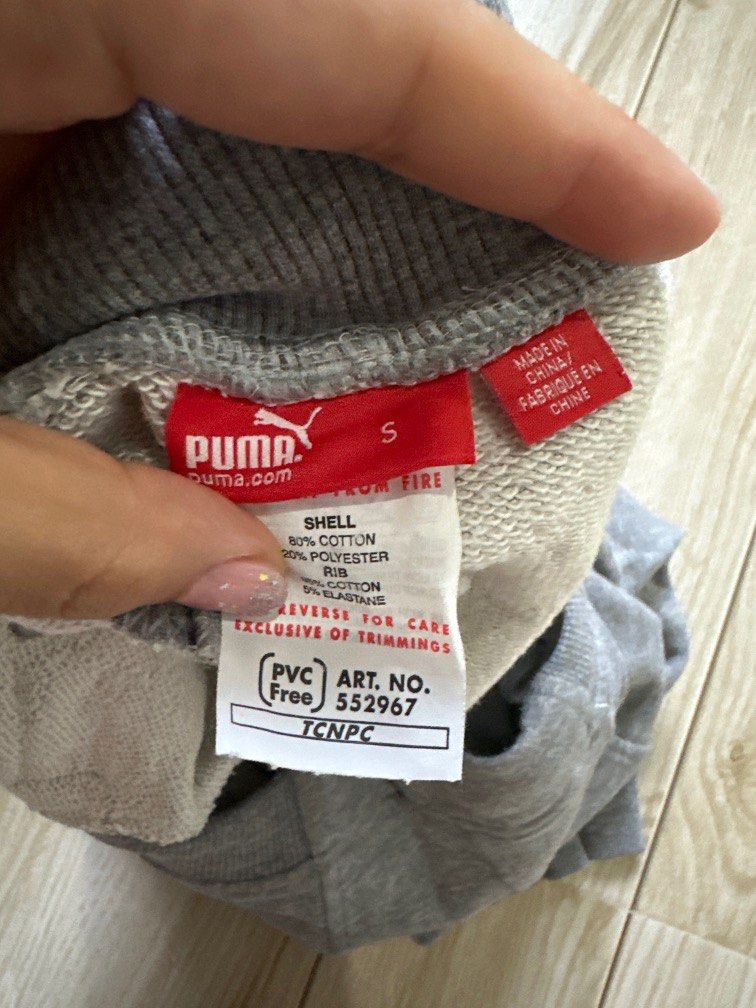 MADE IN
CHINA/
FABRIQUE EN
CHINE
PUMA.
S
puma.com
FROM FIRE
SHELL
80% COTTON
20% POLYESTER
RIB
COTTON
5% ELASTANE
REVERSE FOR CARE
EXCLUSIVE OF TRIMMINGS
PVC
Free
ART. NO.
552967
TCNPC